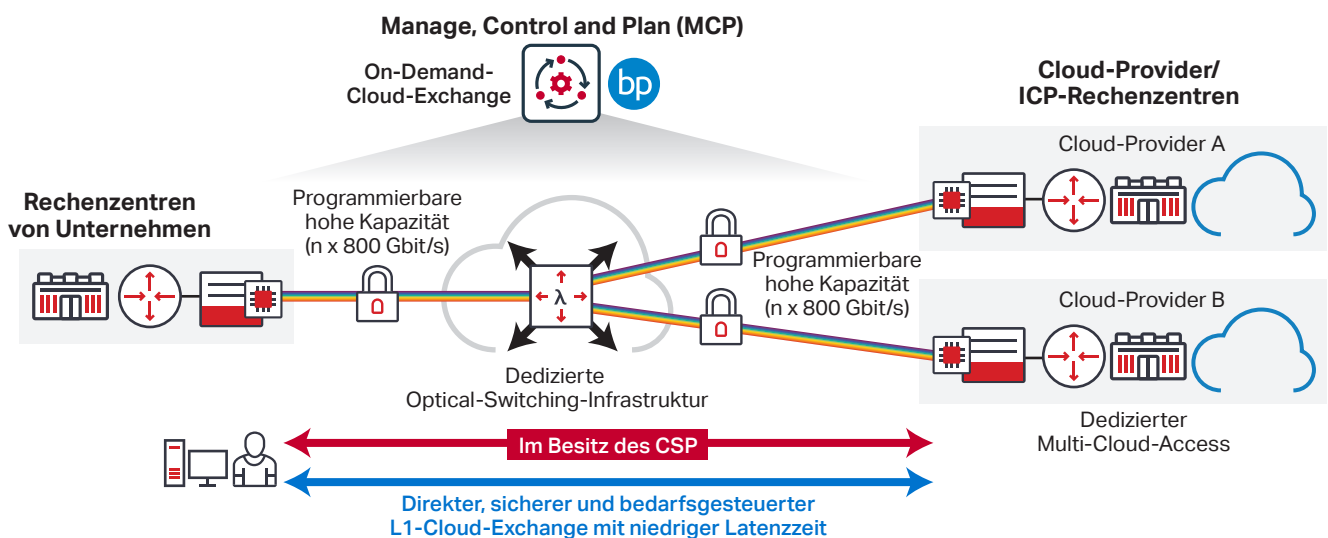 Manage, Control and Plan (MCP)
On-Demand-
Cloud-Exchange
bp
Cloud-Provider/
ICP-Rechenzentren
Cloud-Provider A
Rechenzentren
von Unternehmen
Programmierbare
hohe Kapazität
(n x 800 Gbit/s)
λ
Programmierbare
hohe Kapazität
(n x 800 Gbit/s)
Cloud-Provider B
Dedizierte
Optical-Switching-Infrastruktur
Dedizierter
Multi-Cloud-Access
Im Besitz des CSP
Direkter, sicherer und bedarfsgesteuerter
L1-Cloud-Exchange mit niedriger Latenzzeit